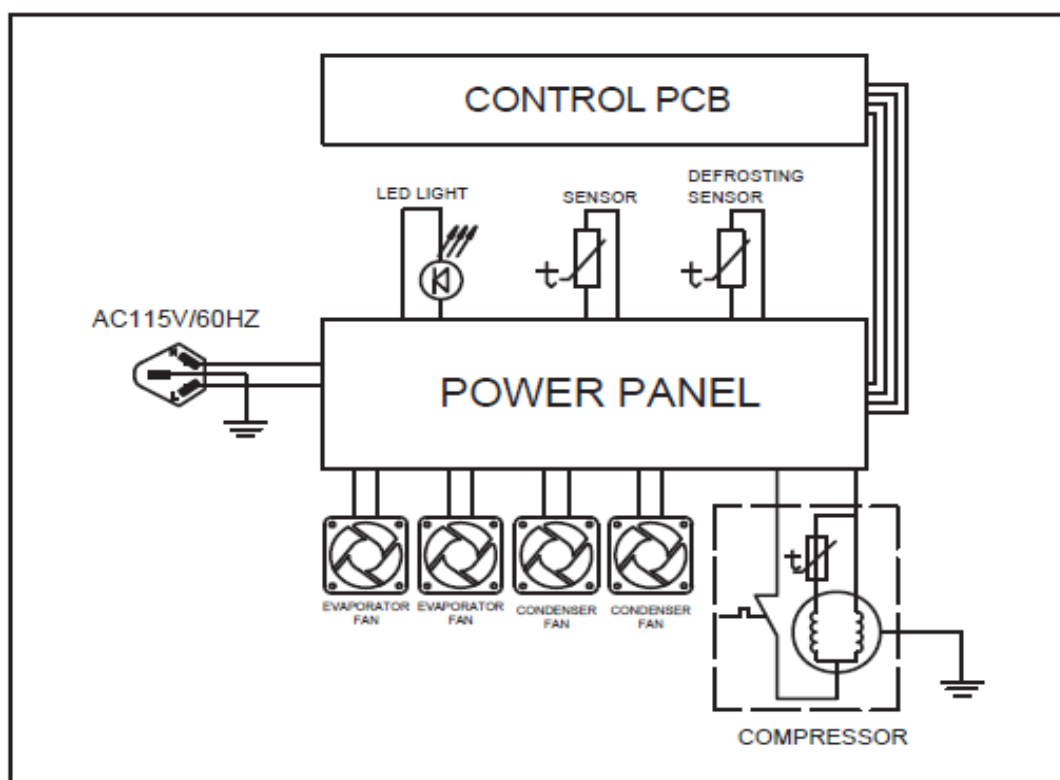 CONTROL PCB
LED LIGHT
SENSOR
DEFROSTING
SENSOR
t
t
AC115V/60HZ
N
L
POWER PANEL
EVAPORATOR
FAN
EVAPORATOR
FAN
CONDENSER
FAN
CONDENSER
FAN
t
COMPRESSOR